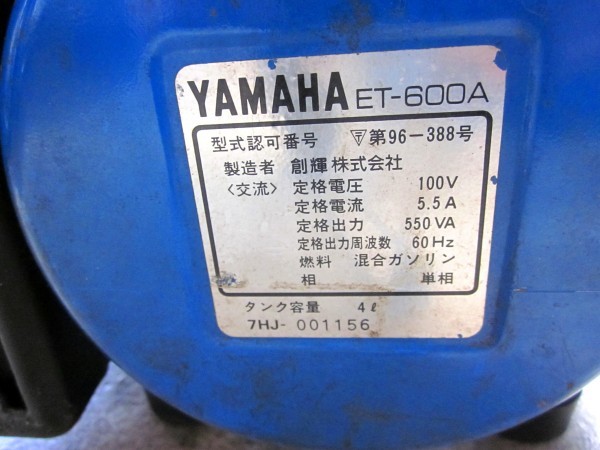 YAMAHA ET-600A
型式認可番号 〒第96-388号
製造者 創輝株式会社
〈交流〉 定格電圧 100V
定格電流 5.5A
定格出力 550VA
定格出力周波数 60Hz
燃料 混合ガソリン
相 単相
タンク容量 4ℓ
7HJ- 001156